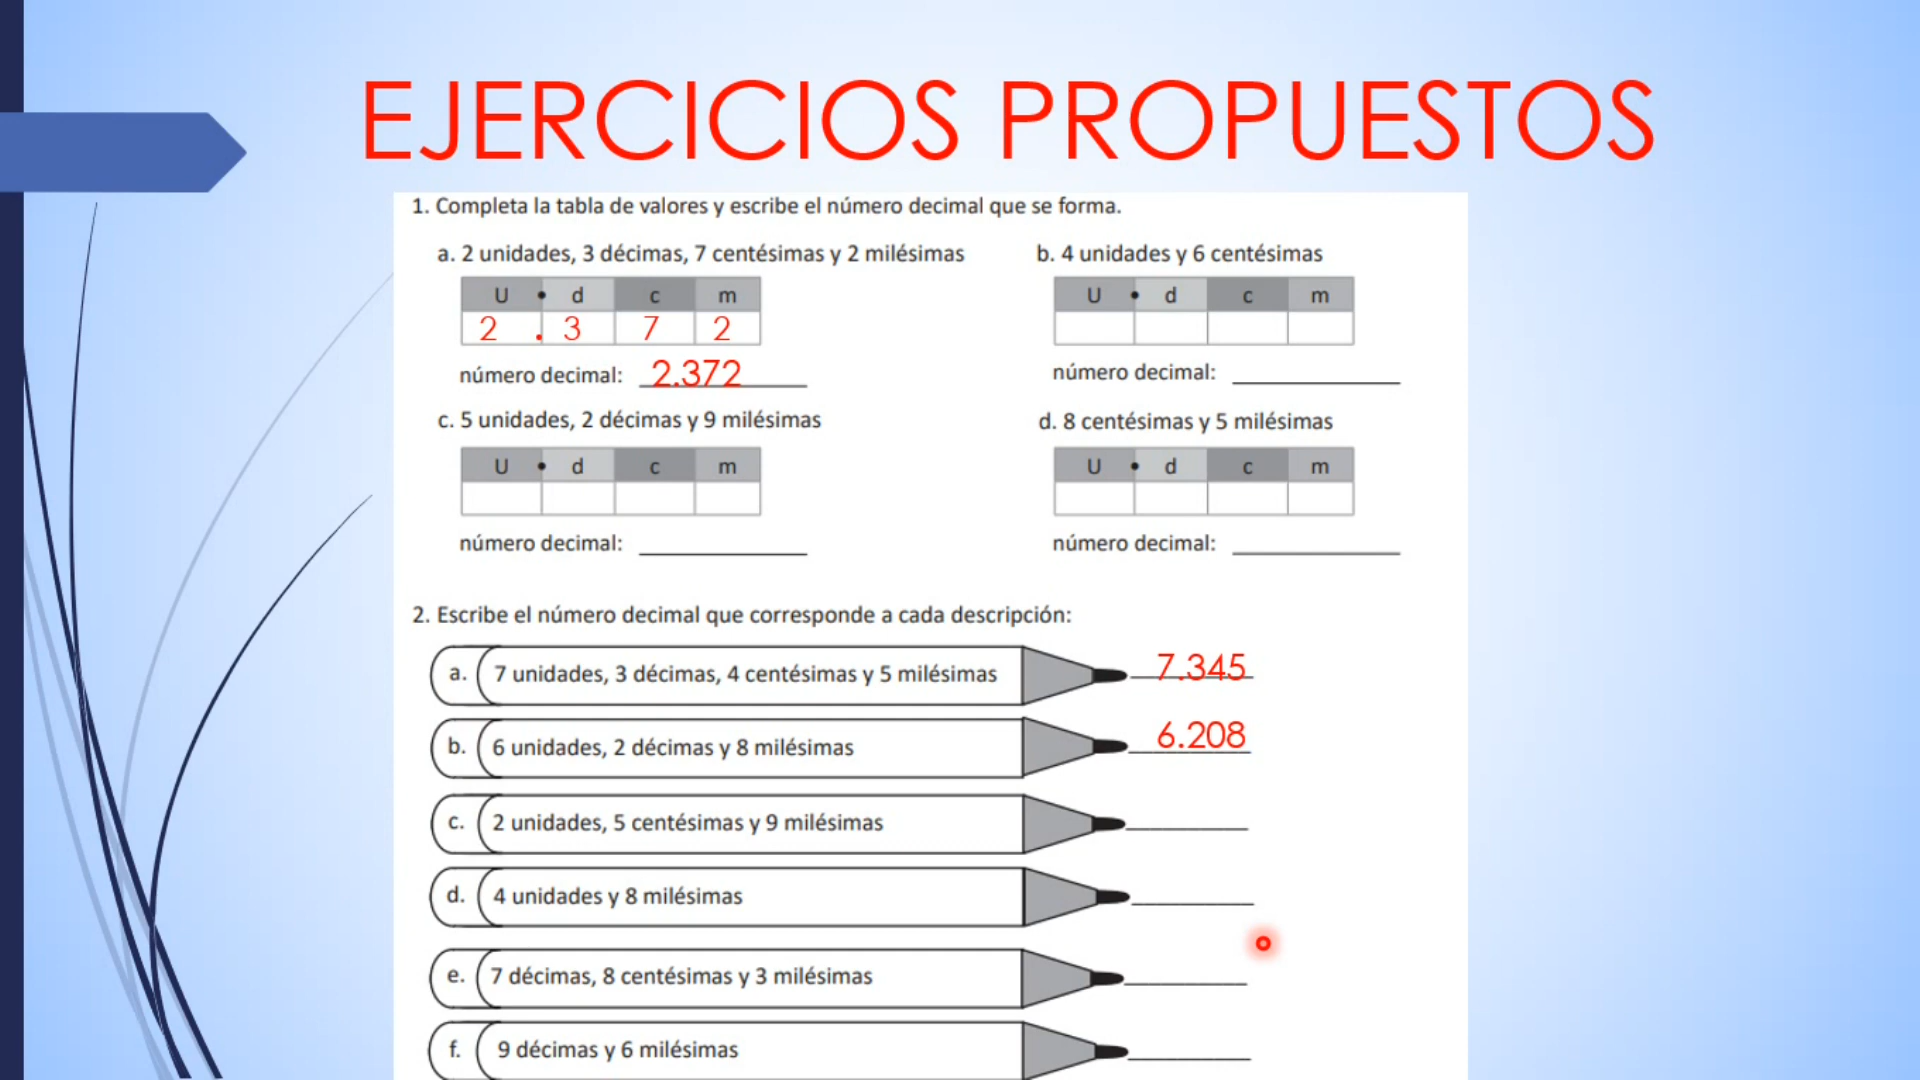 EJERCICIOS PROPUESTOS
1. Completa la tabla de valores y escribe el número decimal que se forma.
a. 2 unidades, 3 décimas, 7 centésimas y 2 milésimas
U • d c m
2 . 3 7 2
número decimal: 2.372
b. 4 unidades y 6 centésimas
U • d c m
número decimal:
c. 5 unidades, 2 décimas y 9 milésimas
U • d c m
número decimal:
d. 8 centésimas y 5 milésimas
U • d c m
número decimal:
2. Escribe el número decimal que corresponde a cada descripción:
a. 7 unidades, 3 décimas, 4 centésimas y 5 milésimas 7.345
b. 6 unidades, 2 décimas y 8 milésimas 6.208
c. 2 unidades, 5 centésimas y 9 milésimas
d. 4 unidades y 8 milésimas
e. 7 décimas, 8 centésimas y 3 milésimas
f. 9 décimas y 6 milésimas